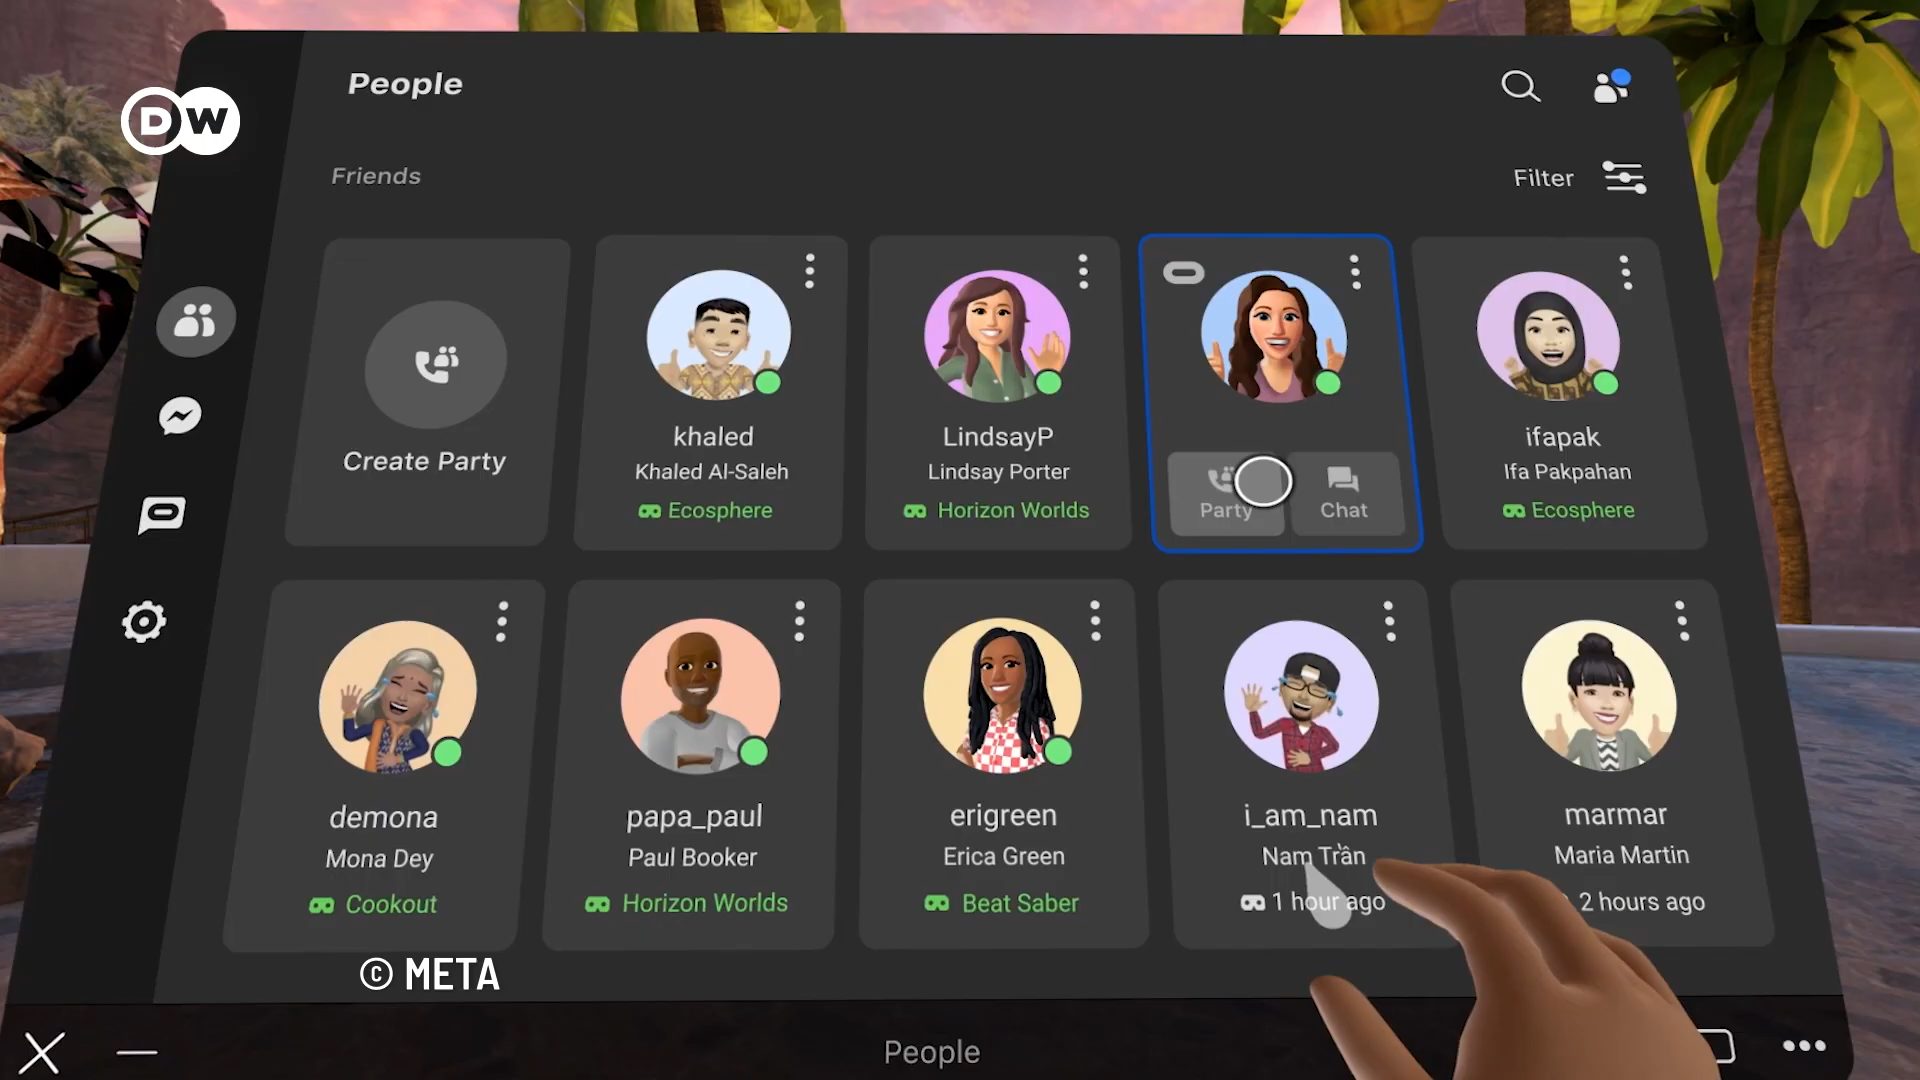 People
DW
Friends
Filter
Create Party
khaled
Khaled Al-Saleh
Ecosphere
LindsayP
Lindsay Porter
Horizon Worlds
Party
Chat
ifapak
Ifa Pakpahan
Ecosphere
demona
Mona Dey
Cookout
papa_paul
Paul Booker
Horizon Worlds
erigreen
Erica Green
Beat Saber
i_am_nam
Nam Trần
1 hour ago
marmar
Maria Martin
2 hours ago
© META
People